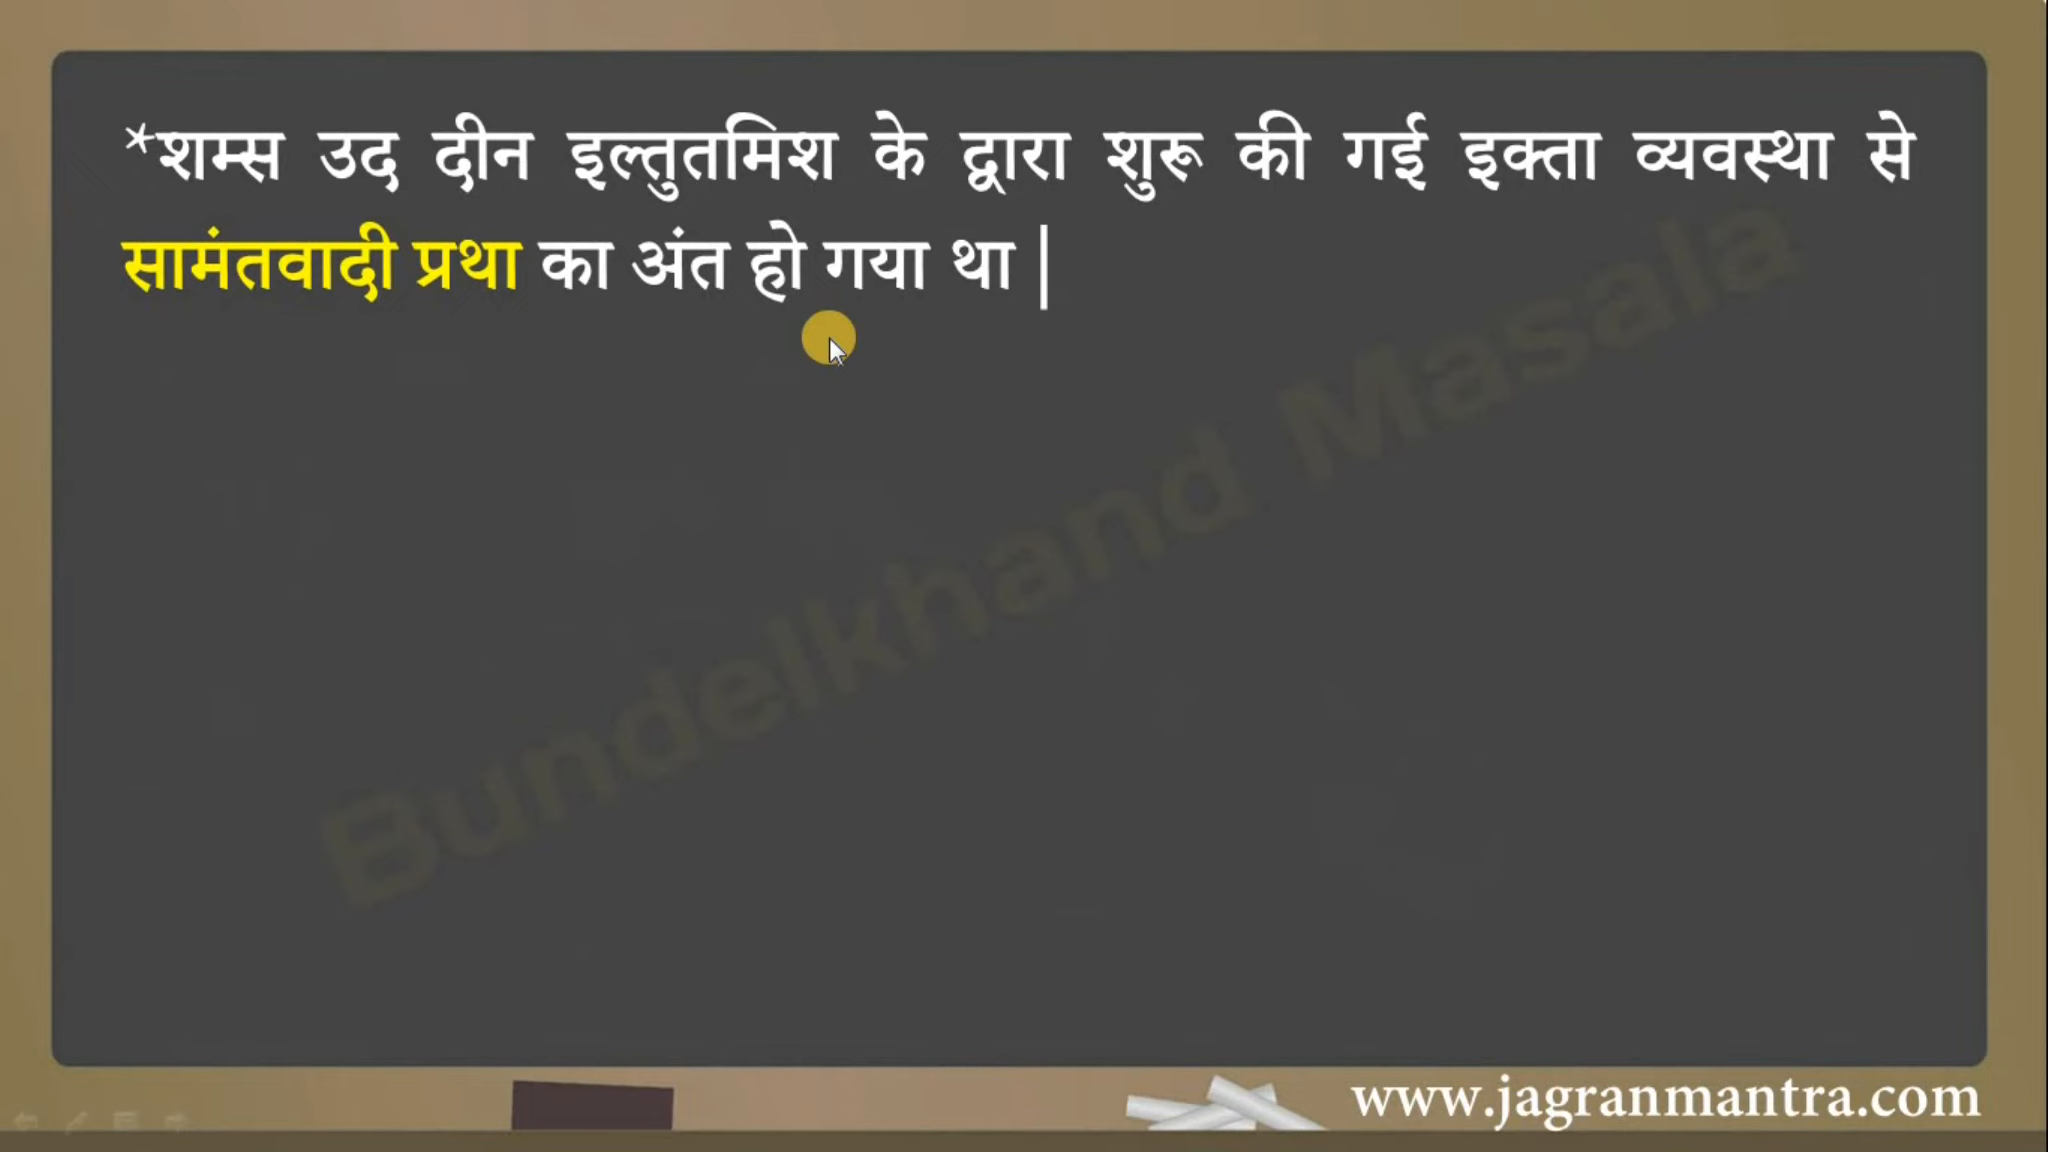 *शम्स उद दीन इल्तुतमिश के द्वारा शुरू की गई इक्ता व्यवस्था से
सामंतवादी प्रथा का अंत हो गया था |
Bundelkhand Masala
www.jagranmantra.com